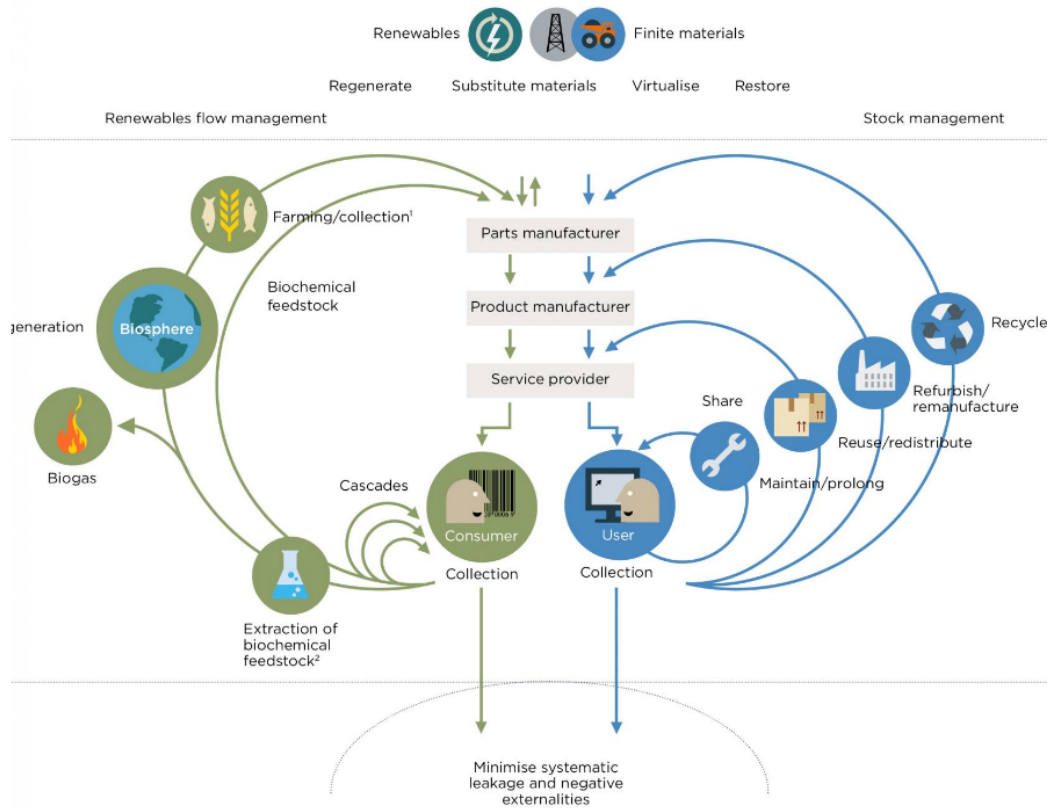 Renewables
Finite materials
Regenerate
Substitute materials
Virtualise
Restore
Renewables flow management
Stock management
Farming/collection¹
Parts manufacturer
Biochemical
feedstock
Product manufacturer
generation
Biosphere
Recycle
Service provider
Share
Refurbish/
remanufacture
Reuse/redistribute
Biogas
Cascades
Maintain/prolong
Consumer
User
Collection
Collection
Extraction of
biochemical
feedstock²
Minimise systematic
leakage and negative
externalities